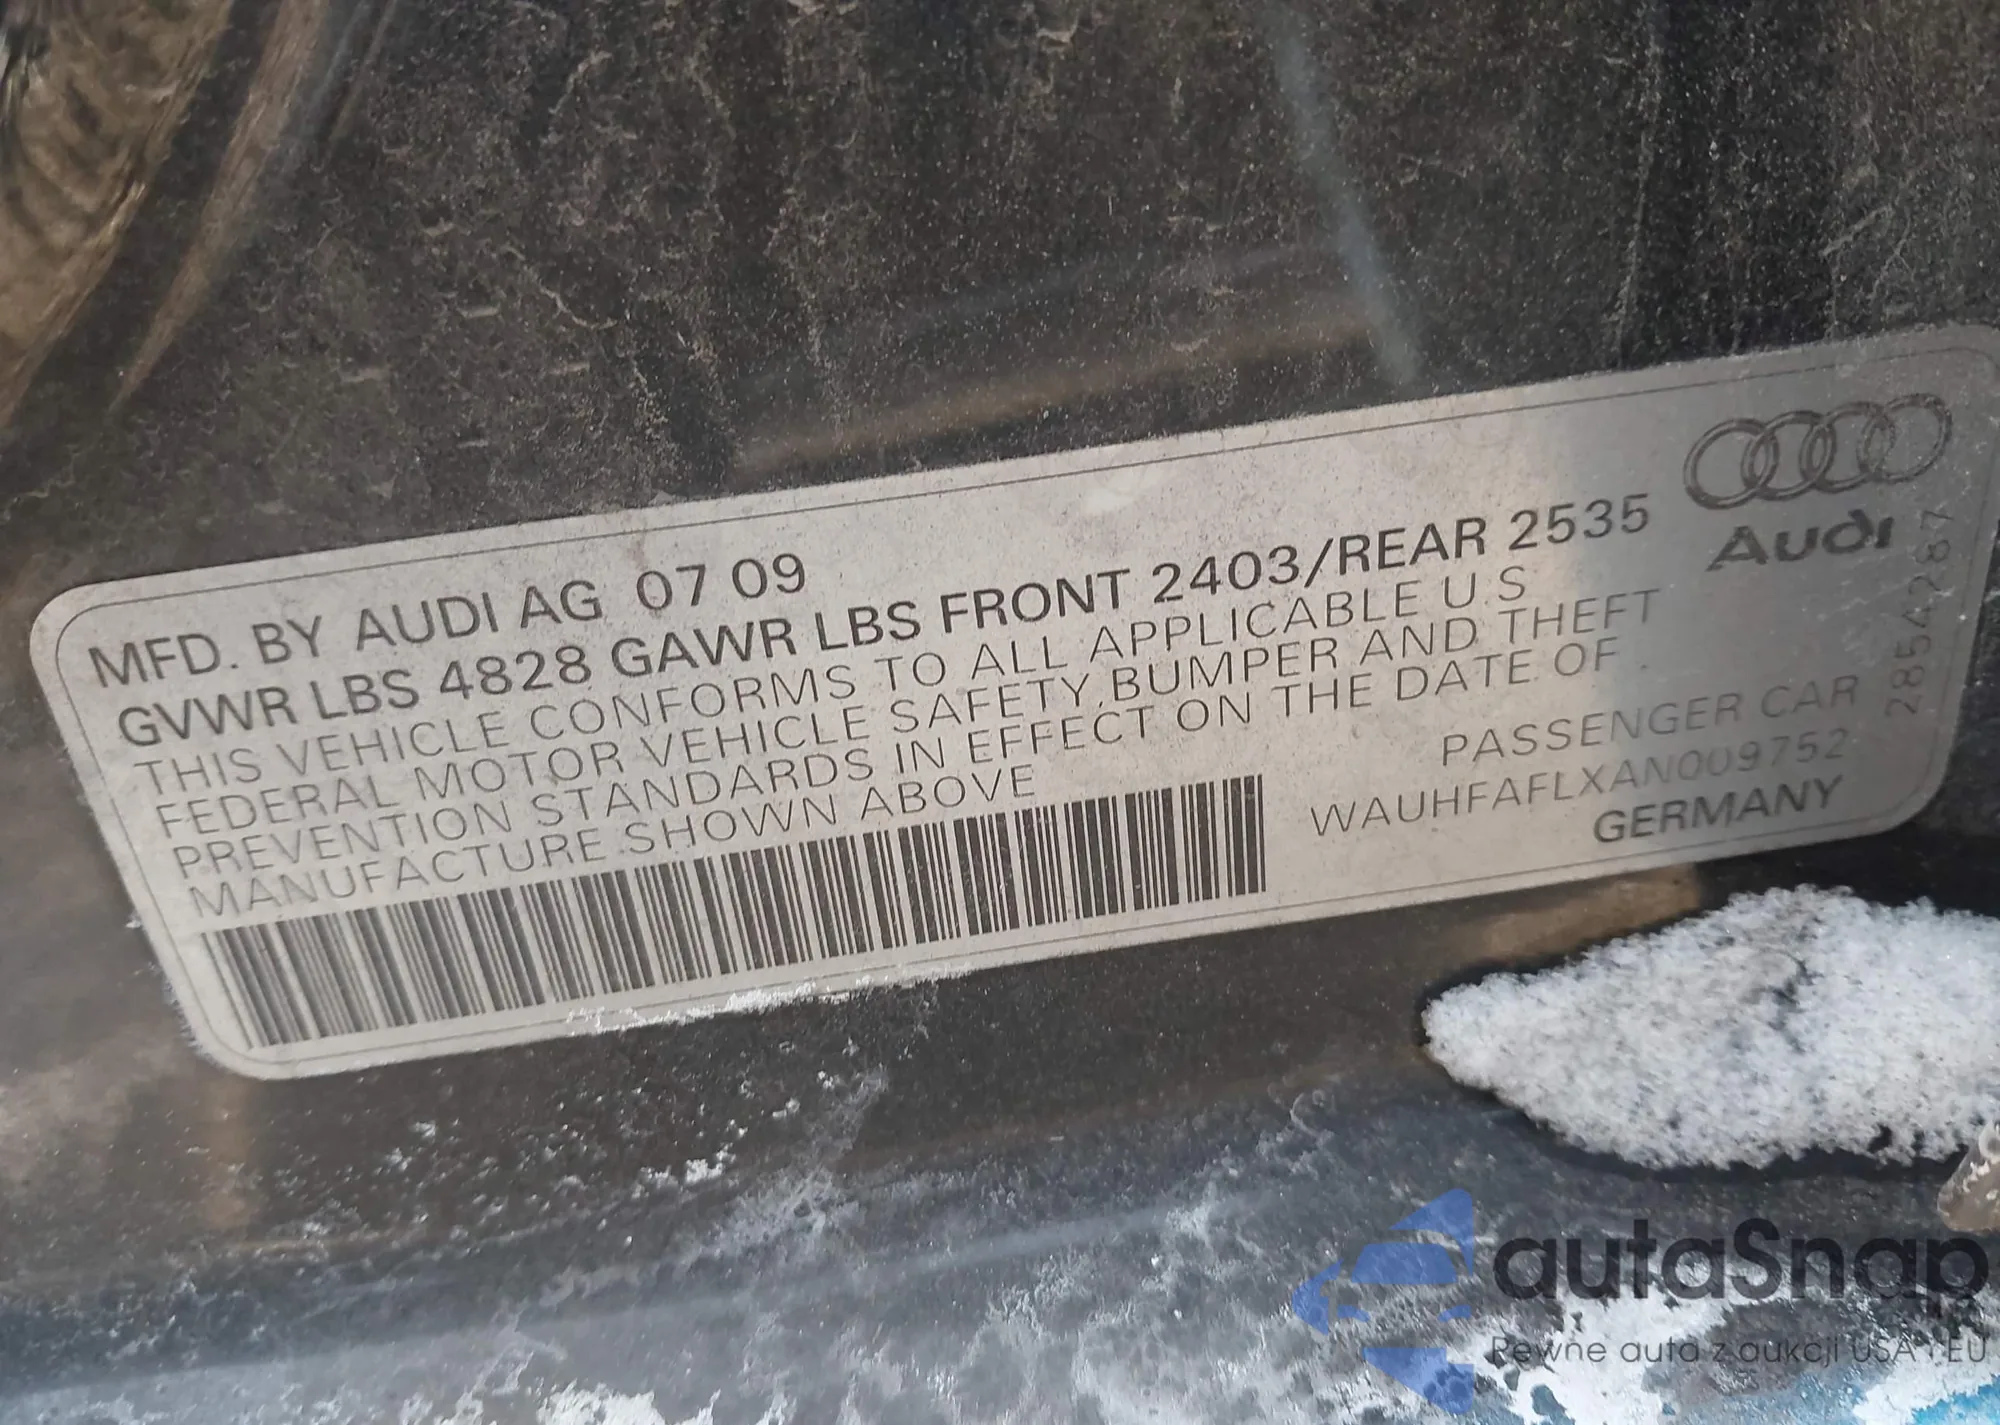 MFD. BY AUDI AG 07 09
GVWR LBS 4828 GAWR LBS FRONT 2403/REAR 2535
THIS VEHICLE CONFORMS TO ALL APPLICABLE U.S
FEDERAL MOTOR VEHICLE SAFETY, BUMPER AND THEFT
PREVENTION STANDARDS IN EFFECT ON THE DATE OF
MANUFACTURE SHOWN ABOVE
PASSENGER CAR
WAUHFAFLXAN009752
GERMANY
Audi
2854287
autaSnap
Pewne auta z aukcji USA i EU